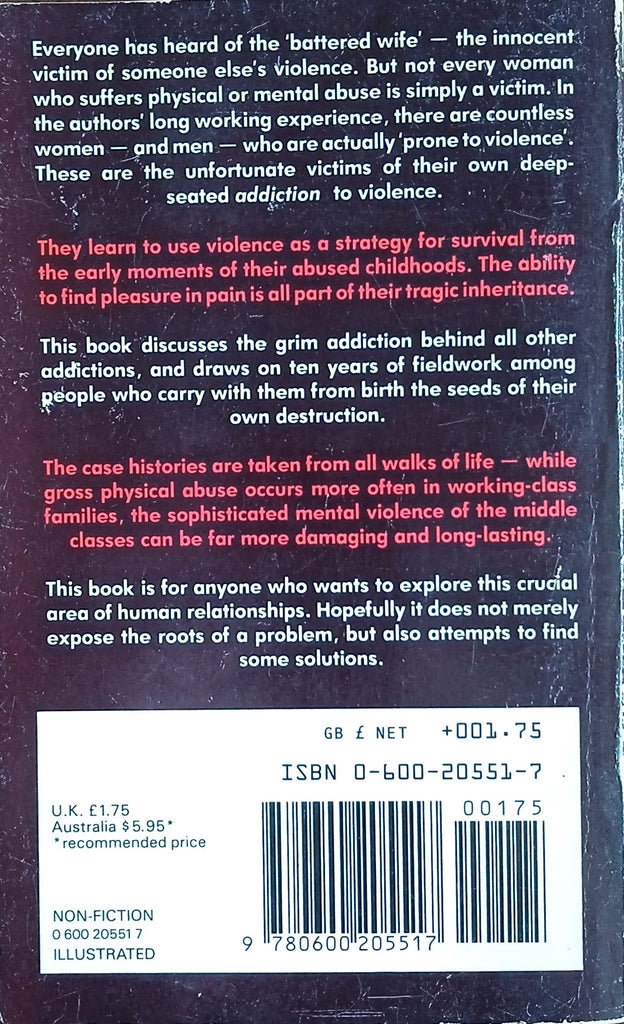 Everyone has heard of the 'battered wife' — the innocent
victim of someone else's violence. But not every woman
who suffers physical or mental abuse is simply a victim. In
the authors' long working experience, there are countless
women — and men — who are actually 'prone to violence'.
These are the unfortunate victims of their own deep-
seated addiction to violence.
They learn to use violence as a strategy for survival from
the early moments of their abused childhoods. The ability
to find pleasure in pain is all part of their tragic inheritance.
This book discusses the grim addiction behind all other
addictions, and draws on ten years of fieldwork among
people who carry with them from birth the seeds of their
own destruction.
The case histories are taken from all walks of life — while
gross physical abuse occurs more often in working-class
families, the sophisticated mental violence of the middle
classes can be far more damaging and long-lasting.
This book is for anyone who wants to explore this crucial
area of human relationships. Hopefully it does not merely
expose the roots of a problem, but also attempts to find
some solutions.
GB £ NET +001.75
ISBN 0-600-20551-7
00175
U.K. £1.75
Australia $5.95*
*recommended price
NON-FICTION
0 600 20551 7
ILLUSTRATED
9 780600 205517